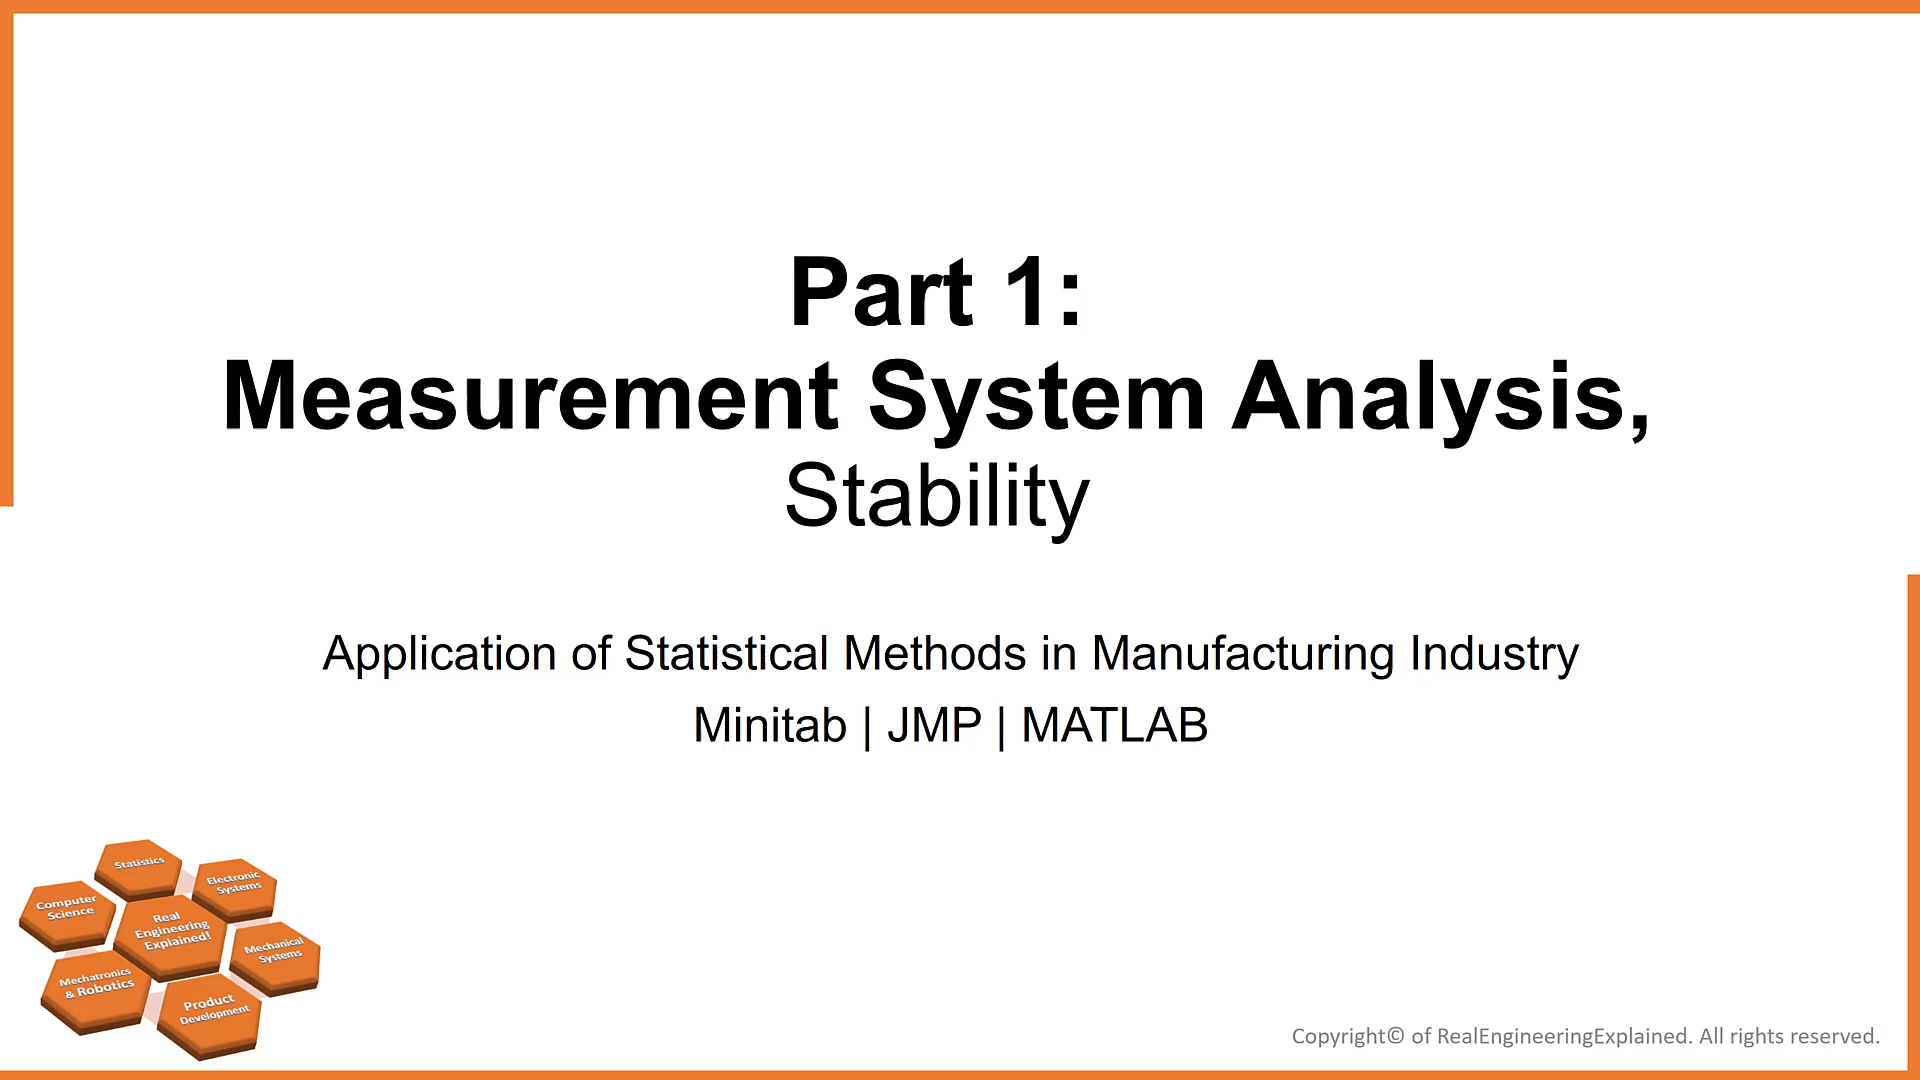 Part 1:
Measurement System Analysis,
Stability
Application of Statistical Methods in Manufacturing Industry
Minitab | JMP | MATLAB
Statistics
Electronic
Systems
Computer
Science
Real
Engineering
Explained!
Mechanical
Systems
Mechatronics
& Robotics
Product
Development
Copyright© of RealEngineeringExplained. All rights reserved.